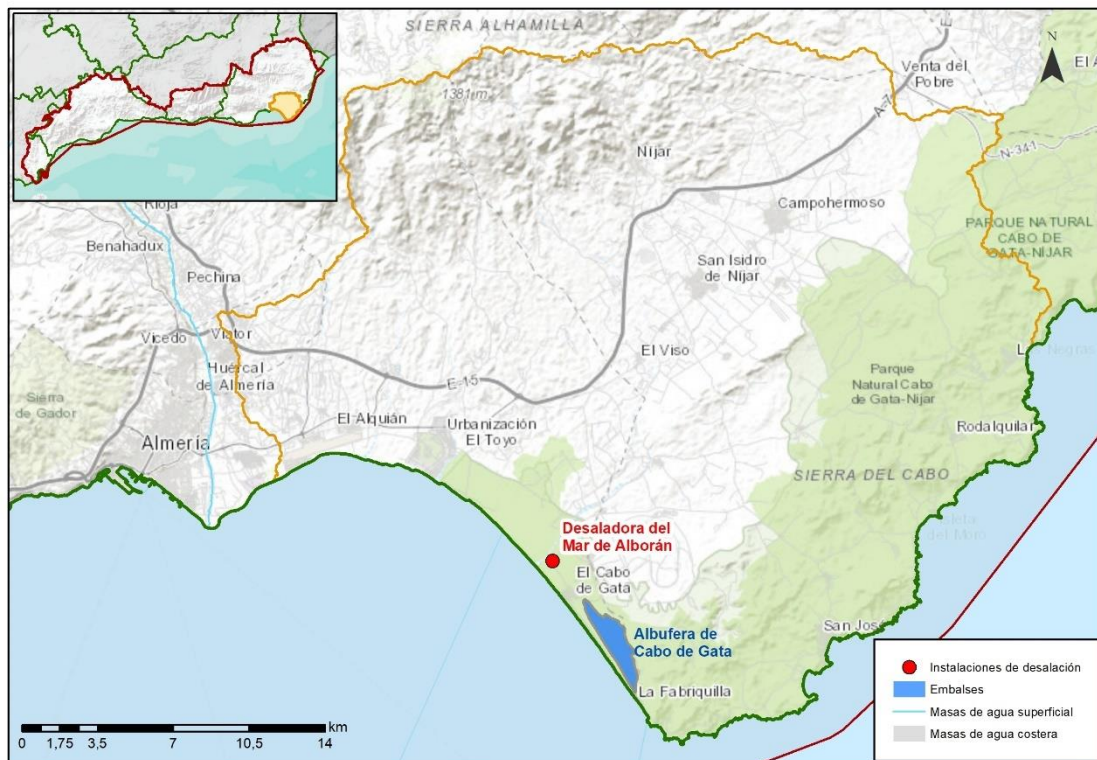 SIERRA ALHAMILLA
N
1381 m.
Venta del
Pobre
A-7
N-341
Níjar
Campohermoso
PARQUE NATURAL
CABO DE
GATA-NIJAR
Rioja
Benahadux
Pechina
San Isidro
de Níjar
Viator
Vicedo
El Viso
Huércal
de Almería
E-15
Parque
Natural Cabo
de Gata-Níjar
Sierra
de Gador
El Alquián
Urbanización
El Toyo
Rodalquilar
Almería
SIERRA DEL CABO
Desaladora del
Mar de Alborán
El Cabo
de Gata
San José
Albufera de
Cabo de Gata
La Fabriquilla
Instalaciones de desalación
Embalses
Masas de agua superficial
Masas de agua costera
km
0 1,75 3,5 7 10,5 14